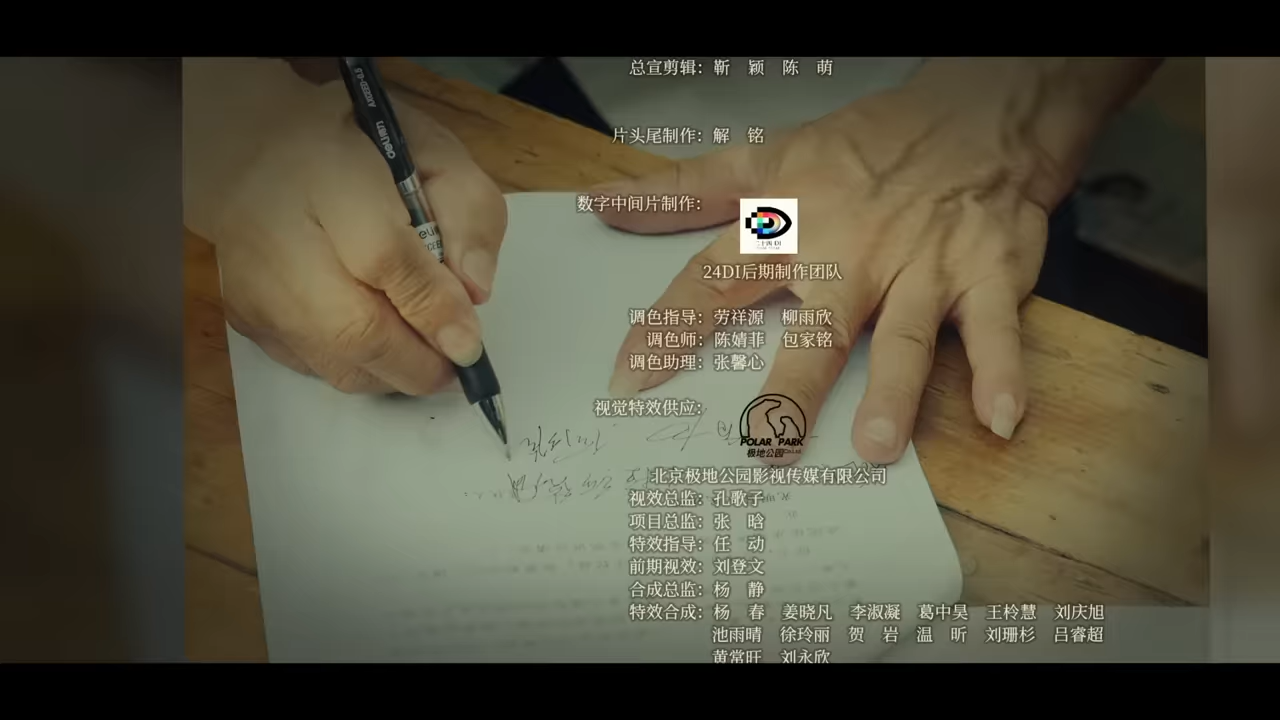 总宣剪辑：靳　颖　陈　萌
片头尾制作：解　铭
数字中间片制作：
24DI后期制作团队
调色指导：劳祥源　柳雨欣
调色师：陈婧菲　包家铭
调色助理：张馨心
视觉特效供应：
POLAR PARK
极地公园
北京极地公园影视传媒有限公司
视效总监：孔歌子
项目总监：张　晗
特效指导：任　动
前期视效：刘登文
合成总监：杨　静
特效合成：杨　春　姜晓凡　李淑凝　葛中昊　王柃慧　刘庆旭
池雨晴　徐玲丽　贺　岩　温　昕　刘珊杉　吕睿超
黄常旺　刘永欣
deli